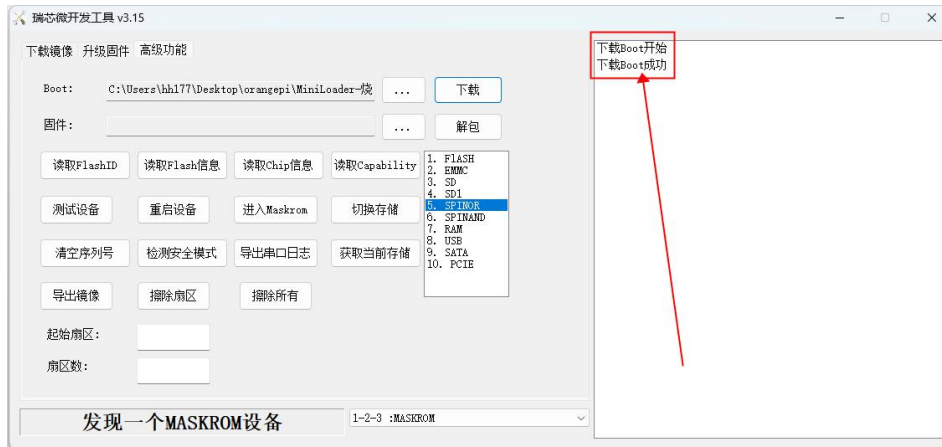 瑞芯微开发工具 v3.15
下载镜像 升级固件 高级功能
Boot: C:\Users\hh177\Desktop\orangepi\MiniLoader-烧 ... 下载
固件: ... 解包
读取FlashID 读取Flash信息 读取Chip信息 读取Capability
测试设备 重启设备 进入Maskrom 切换存储
清空序列号 检测安全模式 导出串口日志 获取当前存储
导出镜像 擦除扇区 擦除所有
1. FlASH
2. EMMC
3. SD
4. SD1
5. SPINOR
6. SPINAND
7. RAM
8. USB
9. SATA
10. PCIE
起始扇区:
扇区数:
发现一个MASKROM设备 1-2-3 :MASKROM
下载Boot开始
下载Boot成功